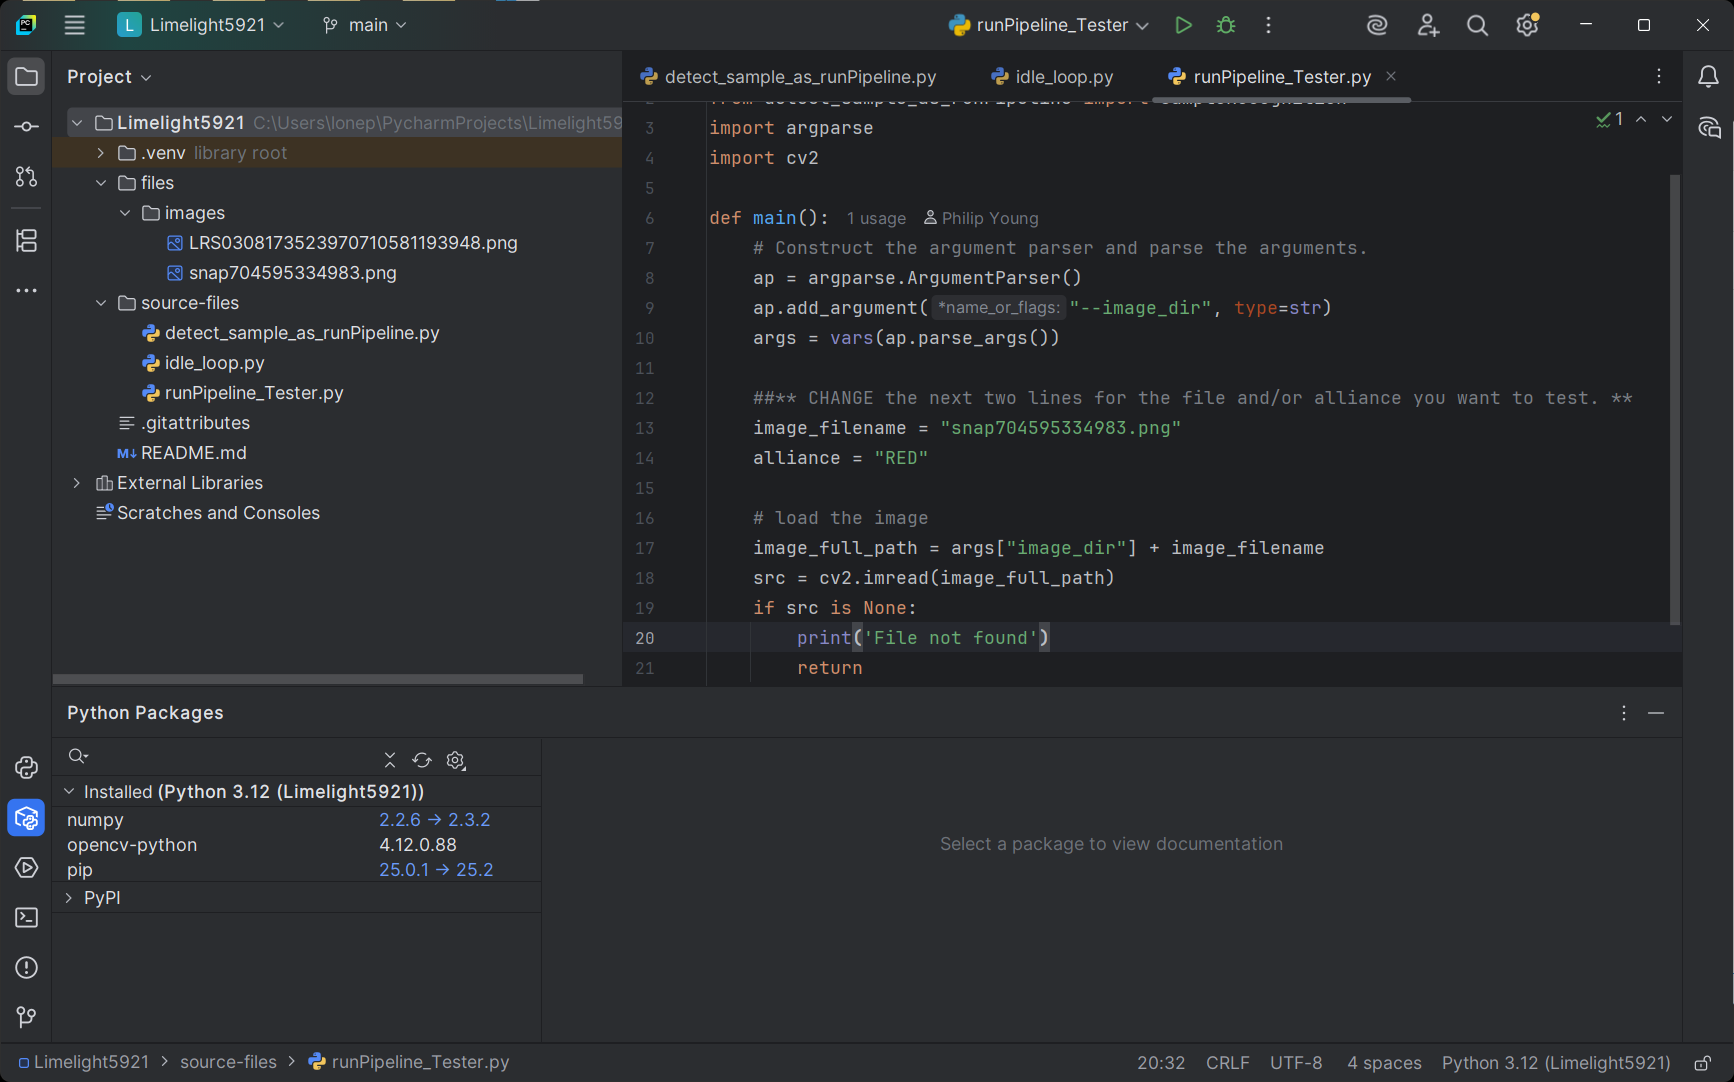 L Limelight5921 main runPipeline_Tester
Project
detect_sample_as_runPipeline.py idle_loop.py runPipeline_Tester.py
Limelight5921 C:\Users\lonep\PycharmProjects\Limelight59
.venv library root
files
images
LRS0308173523970710581193948.png
snap704595334983.png
source-files
detect_sample_as_runPipeline.py
idle_loop.py
runPipeline_Tester.py
.gitattributes
README.md
External Libraries
Scratches and Consoles
3 import argparse
1
4 import cv2
5
6 def main(): 1 usage Philip Young
7 # Construct the argument parser and parse the arguments.
8 ap = argparse.ArgumentParser()
9 ap.add_argument( *name_or_flags: "--image_dir", type=str)
10 args = vars(ap.parse_args())
11
12 ##** CHANGE the next two lines for the file and/or alliance you want to test. **
13 image_filename = "snap704595334983.png"
14 alliance = "RED"
15
16 # load the image
17 image_full_path = args["image_dir"] + image_filename
18 src = cv2.imread(image_full_path)
19 if src is None:
20 print('File not found')
21 return
Python Packages
Installed (Python 3.12 (Limelight5921))
numpy 2.2.6 → 2.3.2
opencv-python 4.12.0.88
pip 25.0.1 → 25.2
PyPI
Select a package to view documentation
Limelight5921 > source-files > runPipeline_Tester.py 20:32 CRLF UTF-8 4 spaces Python 3.12 (Limelight5921)